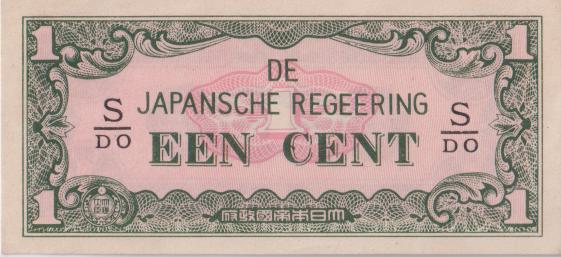 1 1
DE
JAPANSCHE REGEERING
S/DO S/DO
EEN CENT
1 1
大日本帝國政府